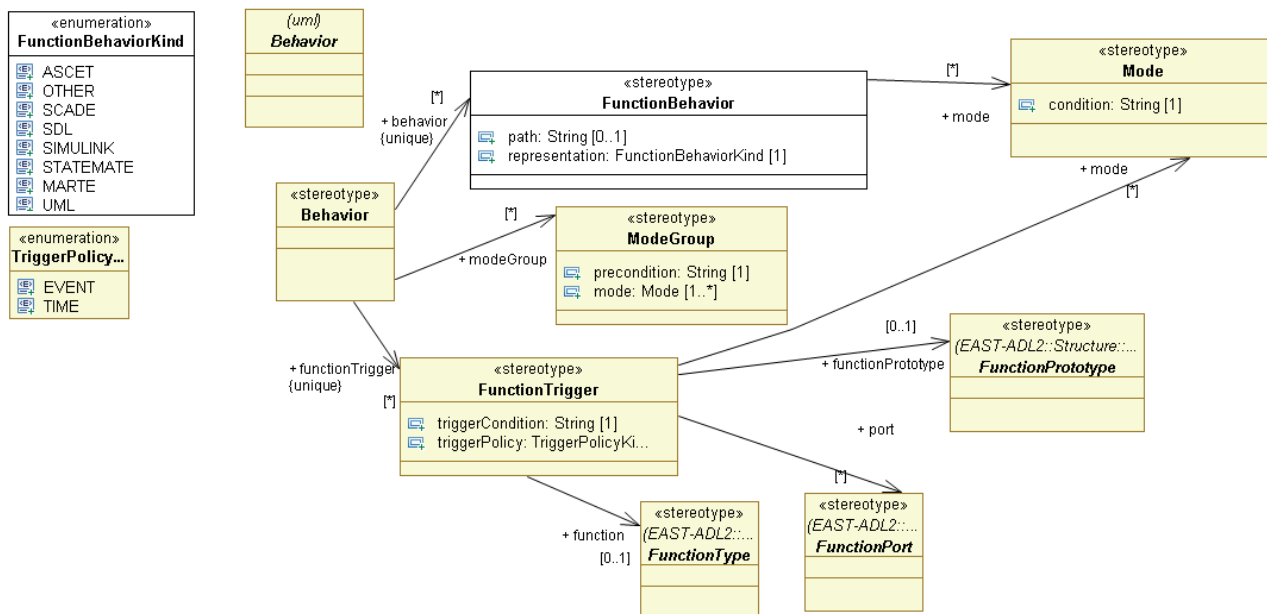 «enumeration»
FunctionBehaviorKind
ASCET
OTHER
SCADE
SDL
SIMULINK
STATEMATE
MARTE
UML
«enumeration»
TriggerPolicy...
EVENT
TIME
(uml)
Behavior
«stereotype»
FunctionBehavior
path: String [0..1]
representation: FunctionBehaviorKind [1]
[*]
+ behavior
{unique}
[*]
+ mode
«stereotype»
Mode
condition: String [1]
+ mode
[*]
«stereotype»
Behavior
[*]
+ modeGroup
«stereotype»
ModeGroup
precondition: String [1]
mode: Mode [1..*]
+ functionTrigger
{unique}
[*]
«stereotype»
FunctionTrigger
triggerCondition: String [1]
triggerPolicy: TriggerPolicyKi...
[0..1]
+ functionPrototype
«stereotype»
(EAST-ADL2::Structure::...
FunctionPrototype
+ port
[*]
«stereotype»
(EAST-ADL2::...
FunctionPort
+ function
[0..1]
«stereotype»
(EAST-ADL2::...
FunctionType